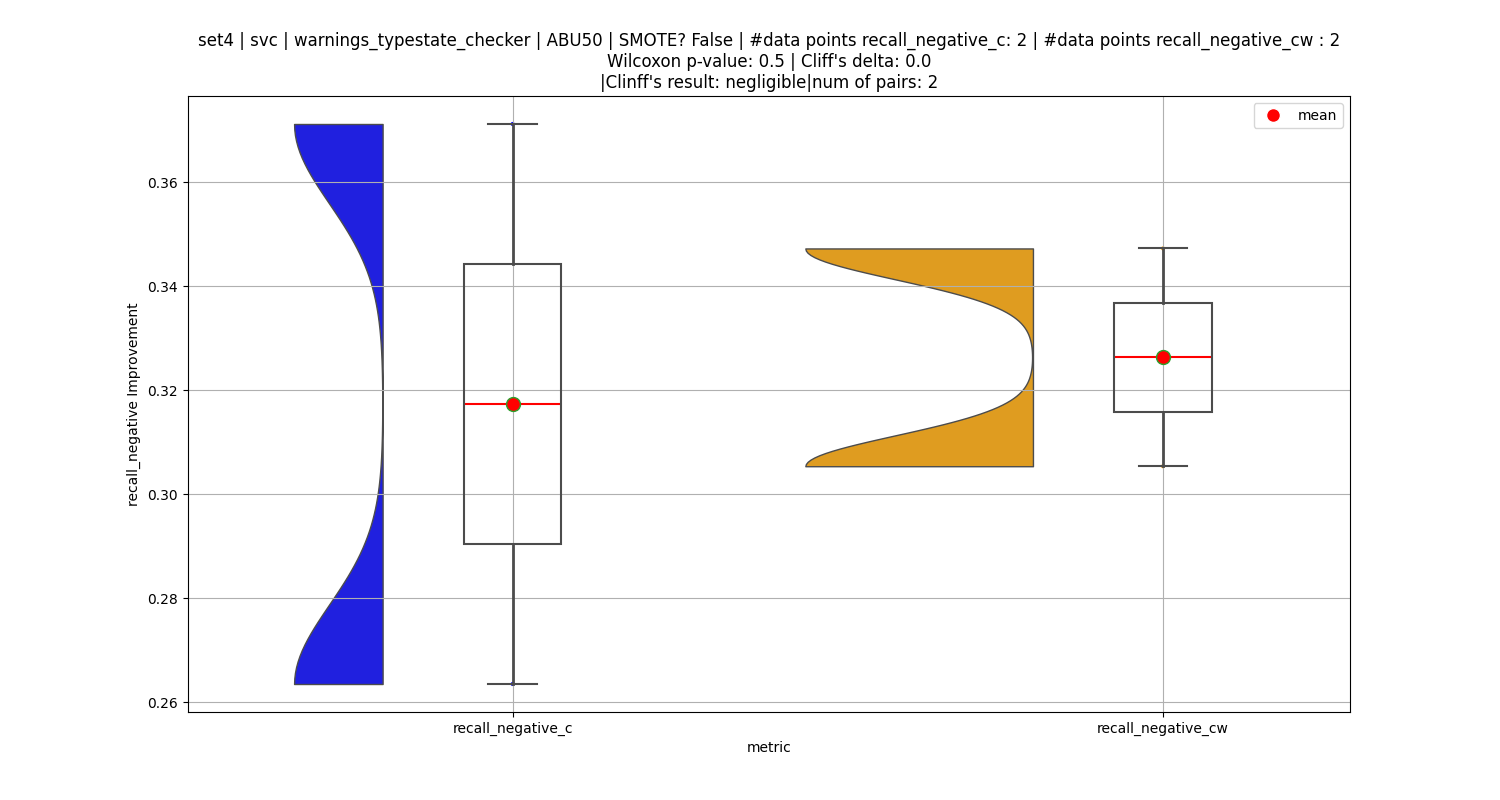 set4 | svc | warnings_typestate_checker | ABU50 | SMOTE? False | #data points recall_negative_c: 2 | #data points recall_negative_cw : 2
Wilcoxon p-value: 0.5 | Cliff's delta: 0.0
|Clinff's result: negligible|num of pairs: 2
mean
0.36
0.34
0.32
0.30
0.28
0.26
recall_negative Improvement
recall_negative_c
recall_negative_cw
metric